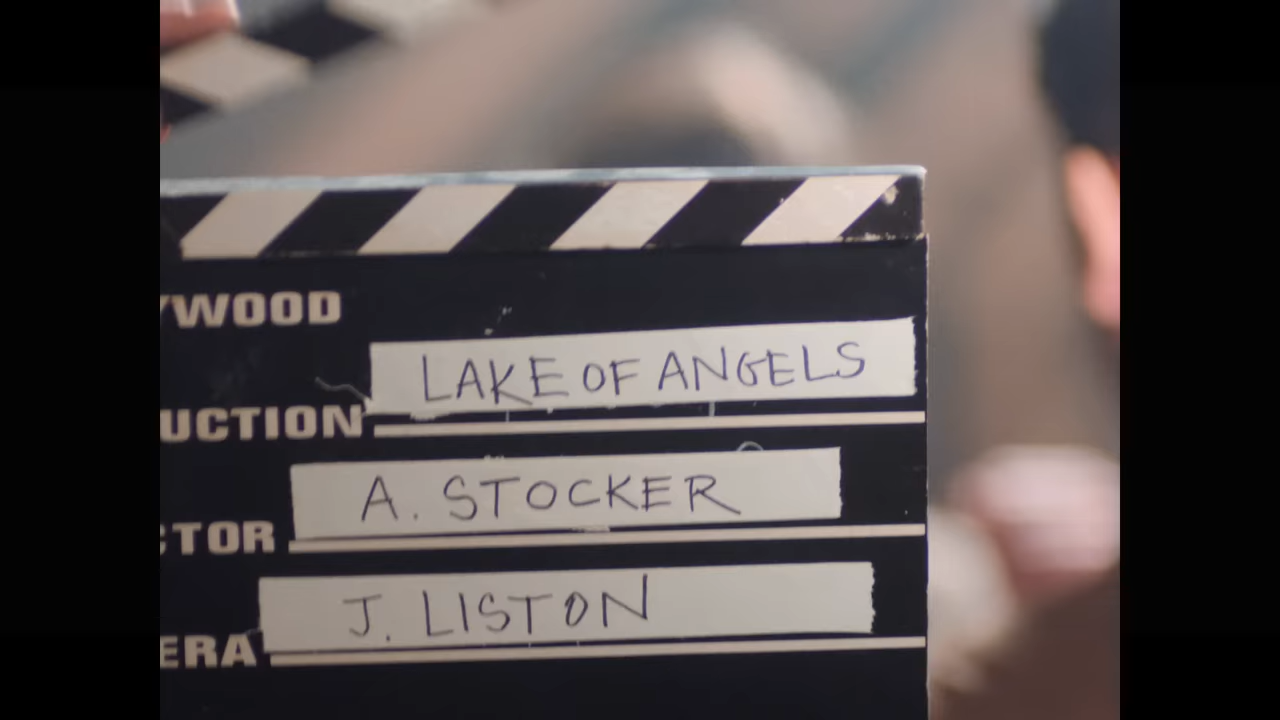 YWOOD
LAKE OF ANGELS
UCTION
A. STOCKER
CTOR
J. LISTON
ERA